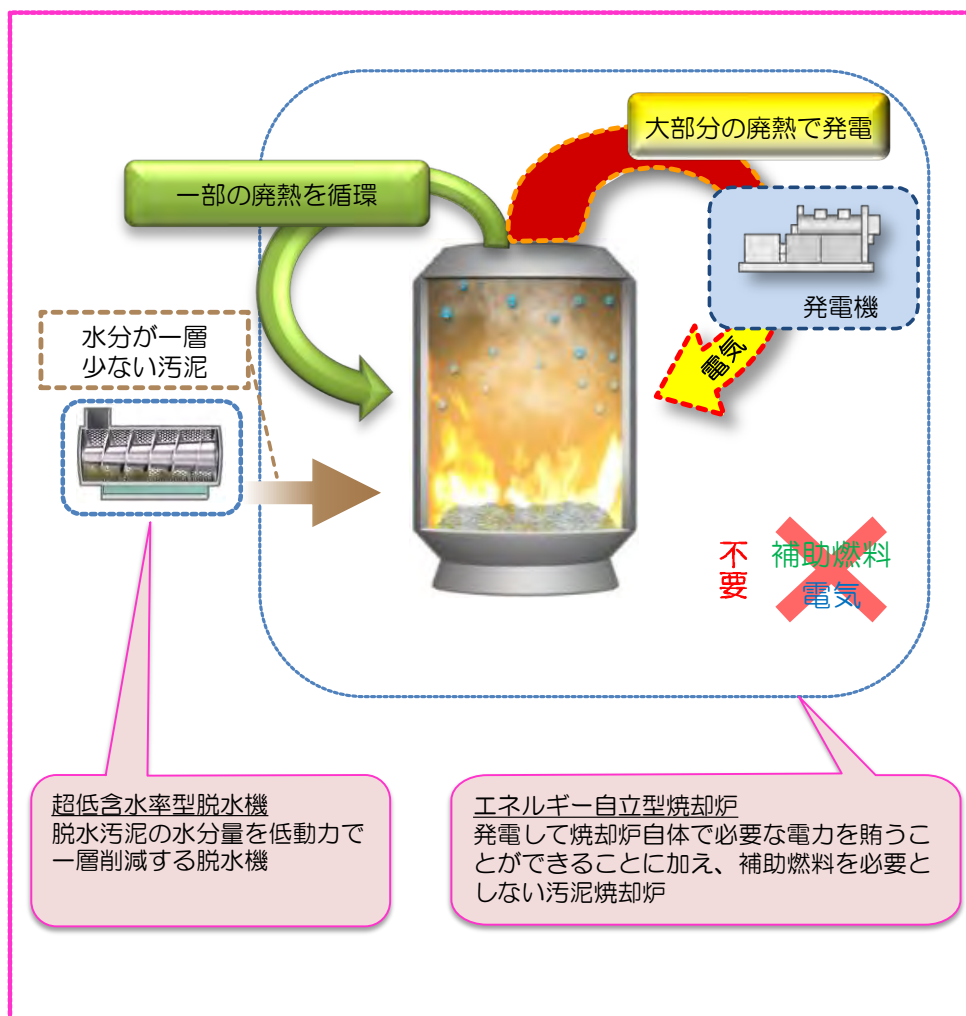 大部分の廃熱で発電
一部の廃熱を循環
発電機
水分が一層
少ない汚泥
電気
不要
補助燃料
電気
超低含水率型脱水機
脱水汚泥の水分量を低動力で
一層削減する脱水機
エネルギー自立型焼却炉
発電して焼却炉自体で必要な電力を賄うこ
とができることに加え、補助燃料を必要と
しない汚泥焼却炉